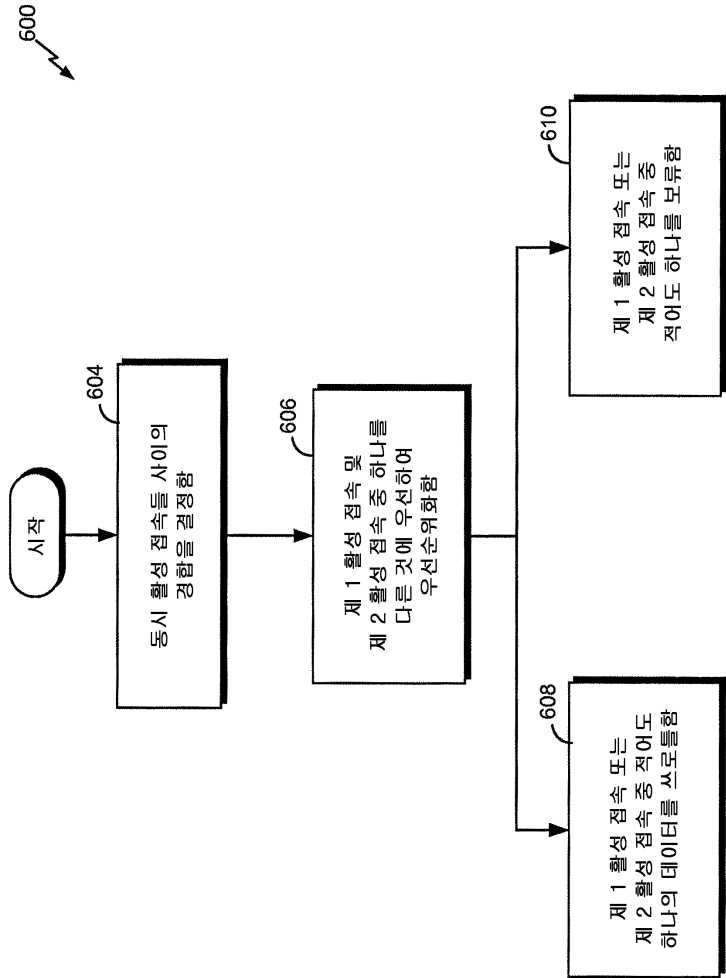 600
시작
604
동시 활성 접속들 사이의
경합을 결정함
606
제 1 활성 접속 및
제 2 활성 접속 중 하나를
다른 것에 우선하여
우선순위화함
608
제 1 활성 접속 또는
제 2 활성 접속 중 적어도
하나의 데이터를 쓰로틀함
610
제 1 활성 접속 또는
제 2 활성 접속 중
적어도 하나를 보류함